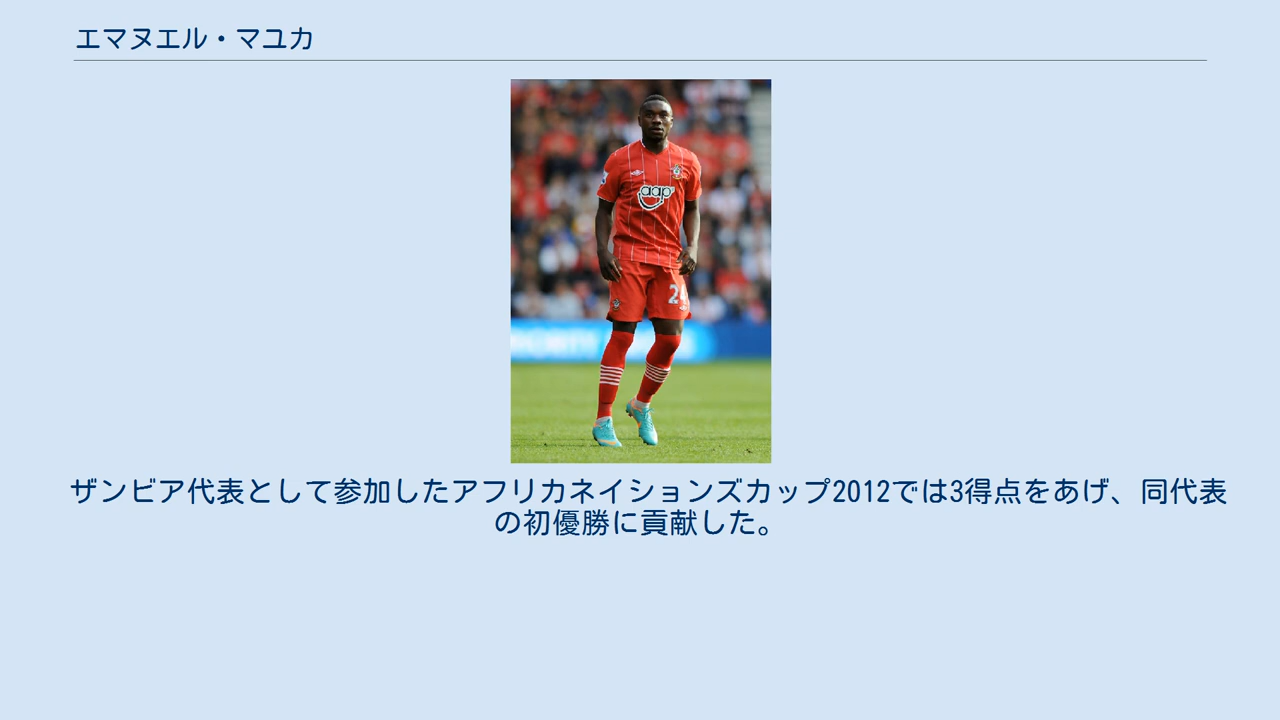 エマヌエル・マユカ
aap
24
ザンビア代表として参加したアフリカネイションズカップ2012では3得点をあげ、同代表
の初優勝に貢献した。